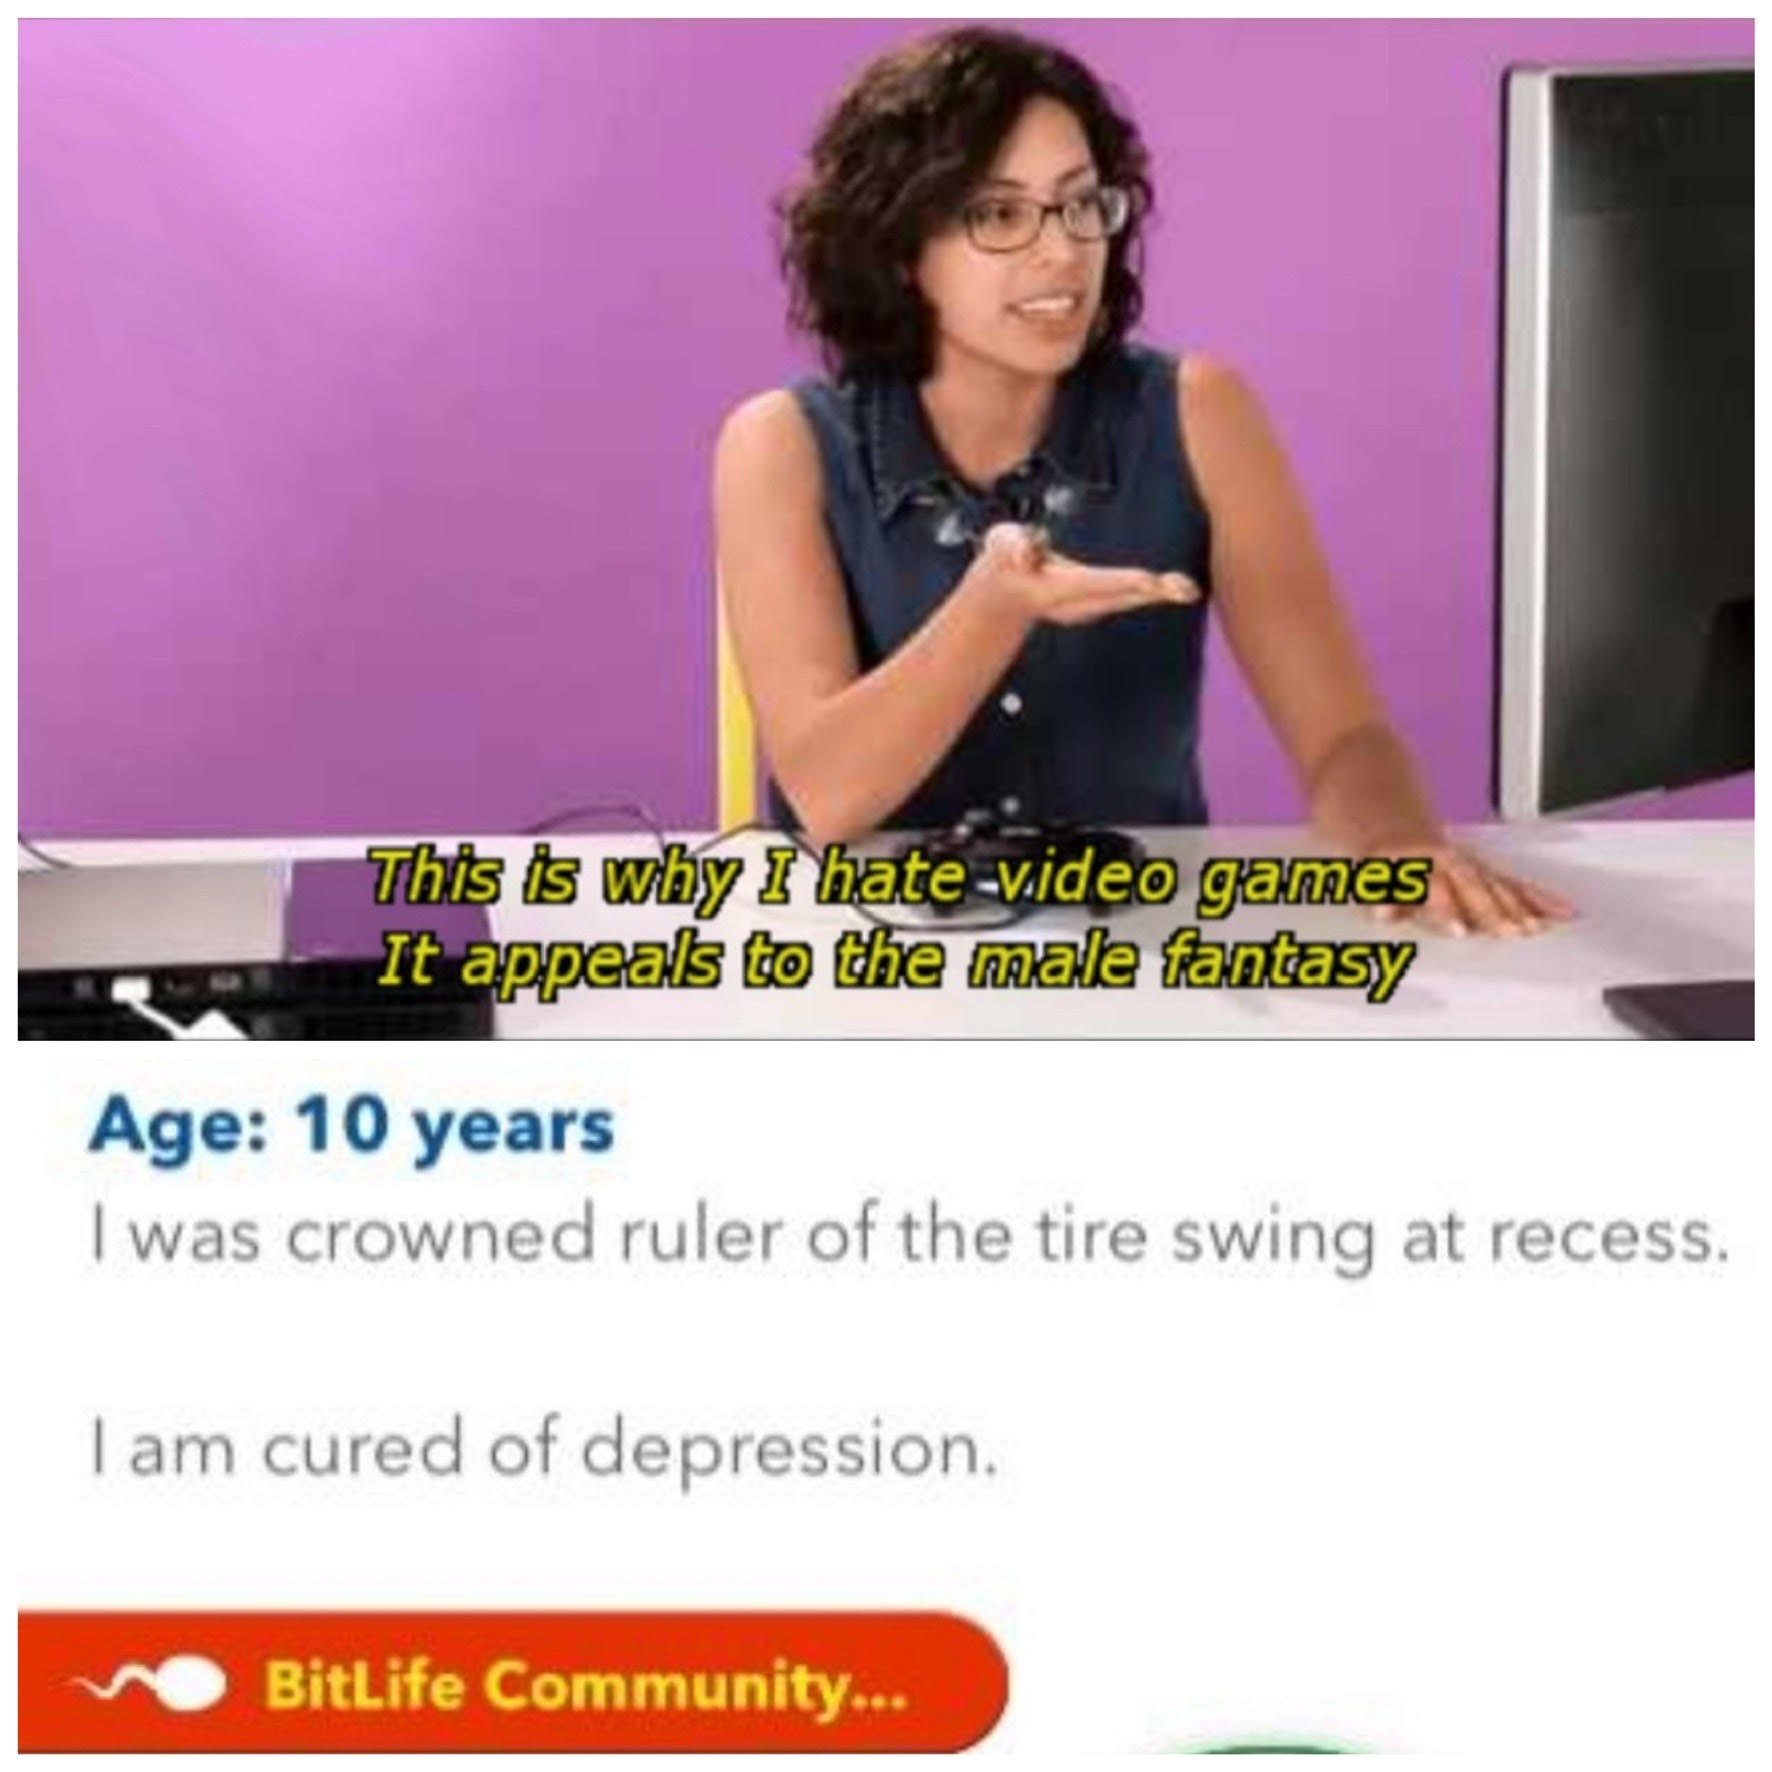 This is why I hate video games
It appeals to the male fantasy
Age: 10 years
I was crowned ruler of the tire swing at recess.
I am cured of depression.
BitLife Community...